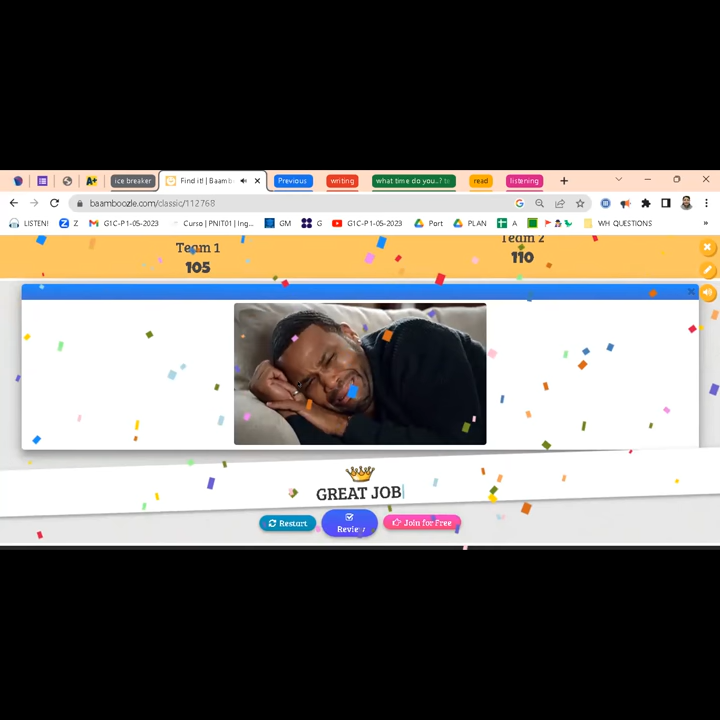 ice breaker
Find it! | Baamb
Previous
writing
what time do you..? t
read
listening
baamboozle.com/classic/112768
LISTEN!
Z
G1C-P1-05-2023
Curso | PNIT01 | Ing...
GM
G
G1C-P1-05-2023
Port
PLAN
A
WH QUESTIONS
Team 1
105
Team 2
110
GREAT JOB
Restart
Review
Join for Free